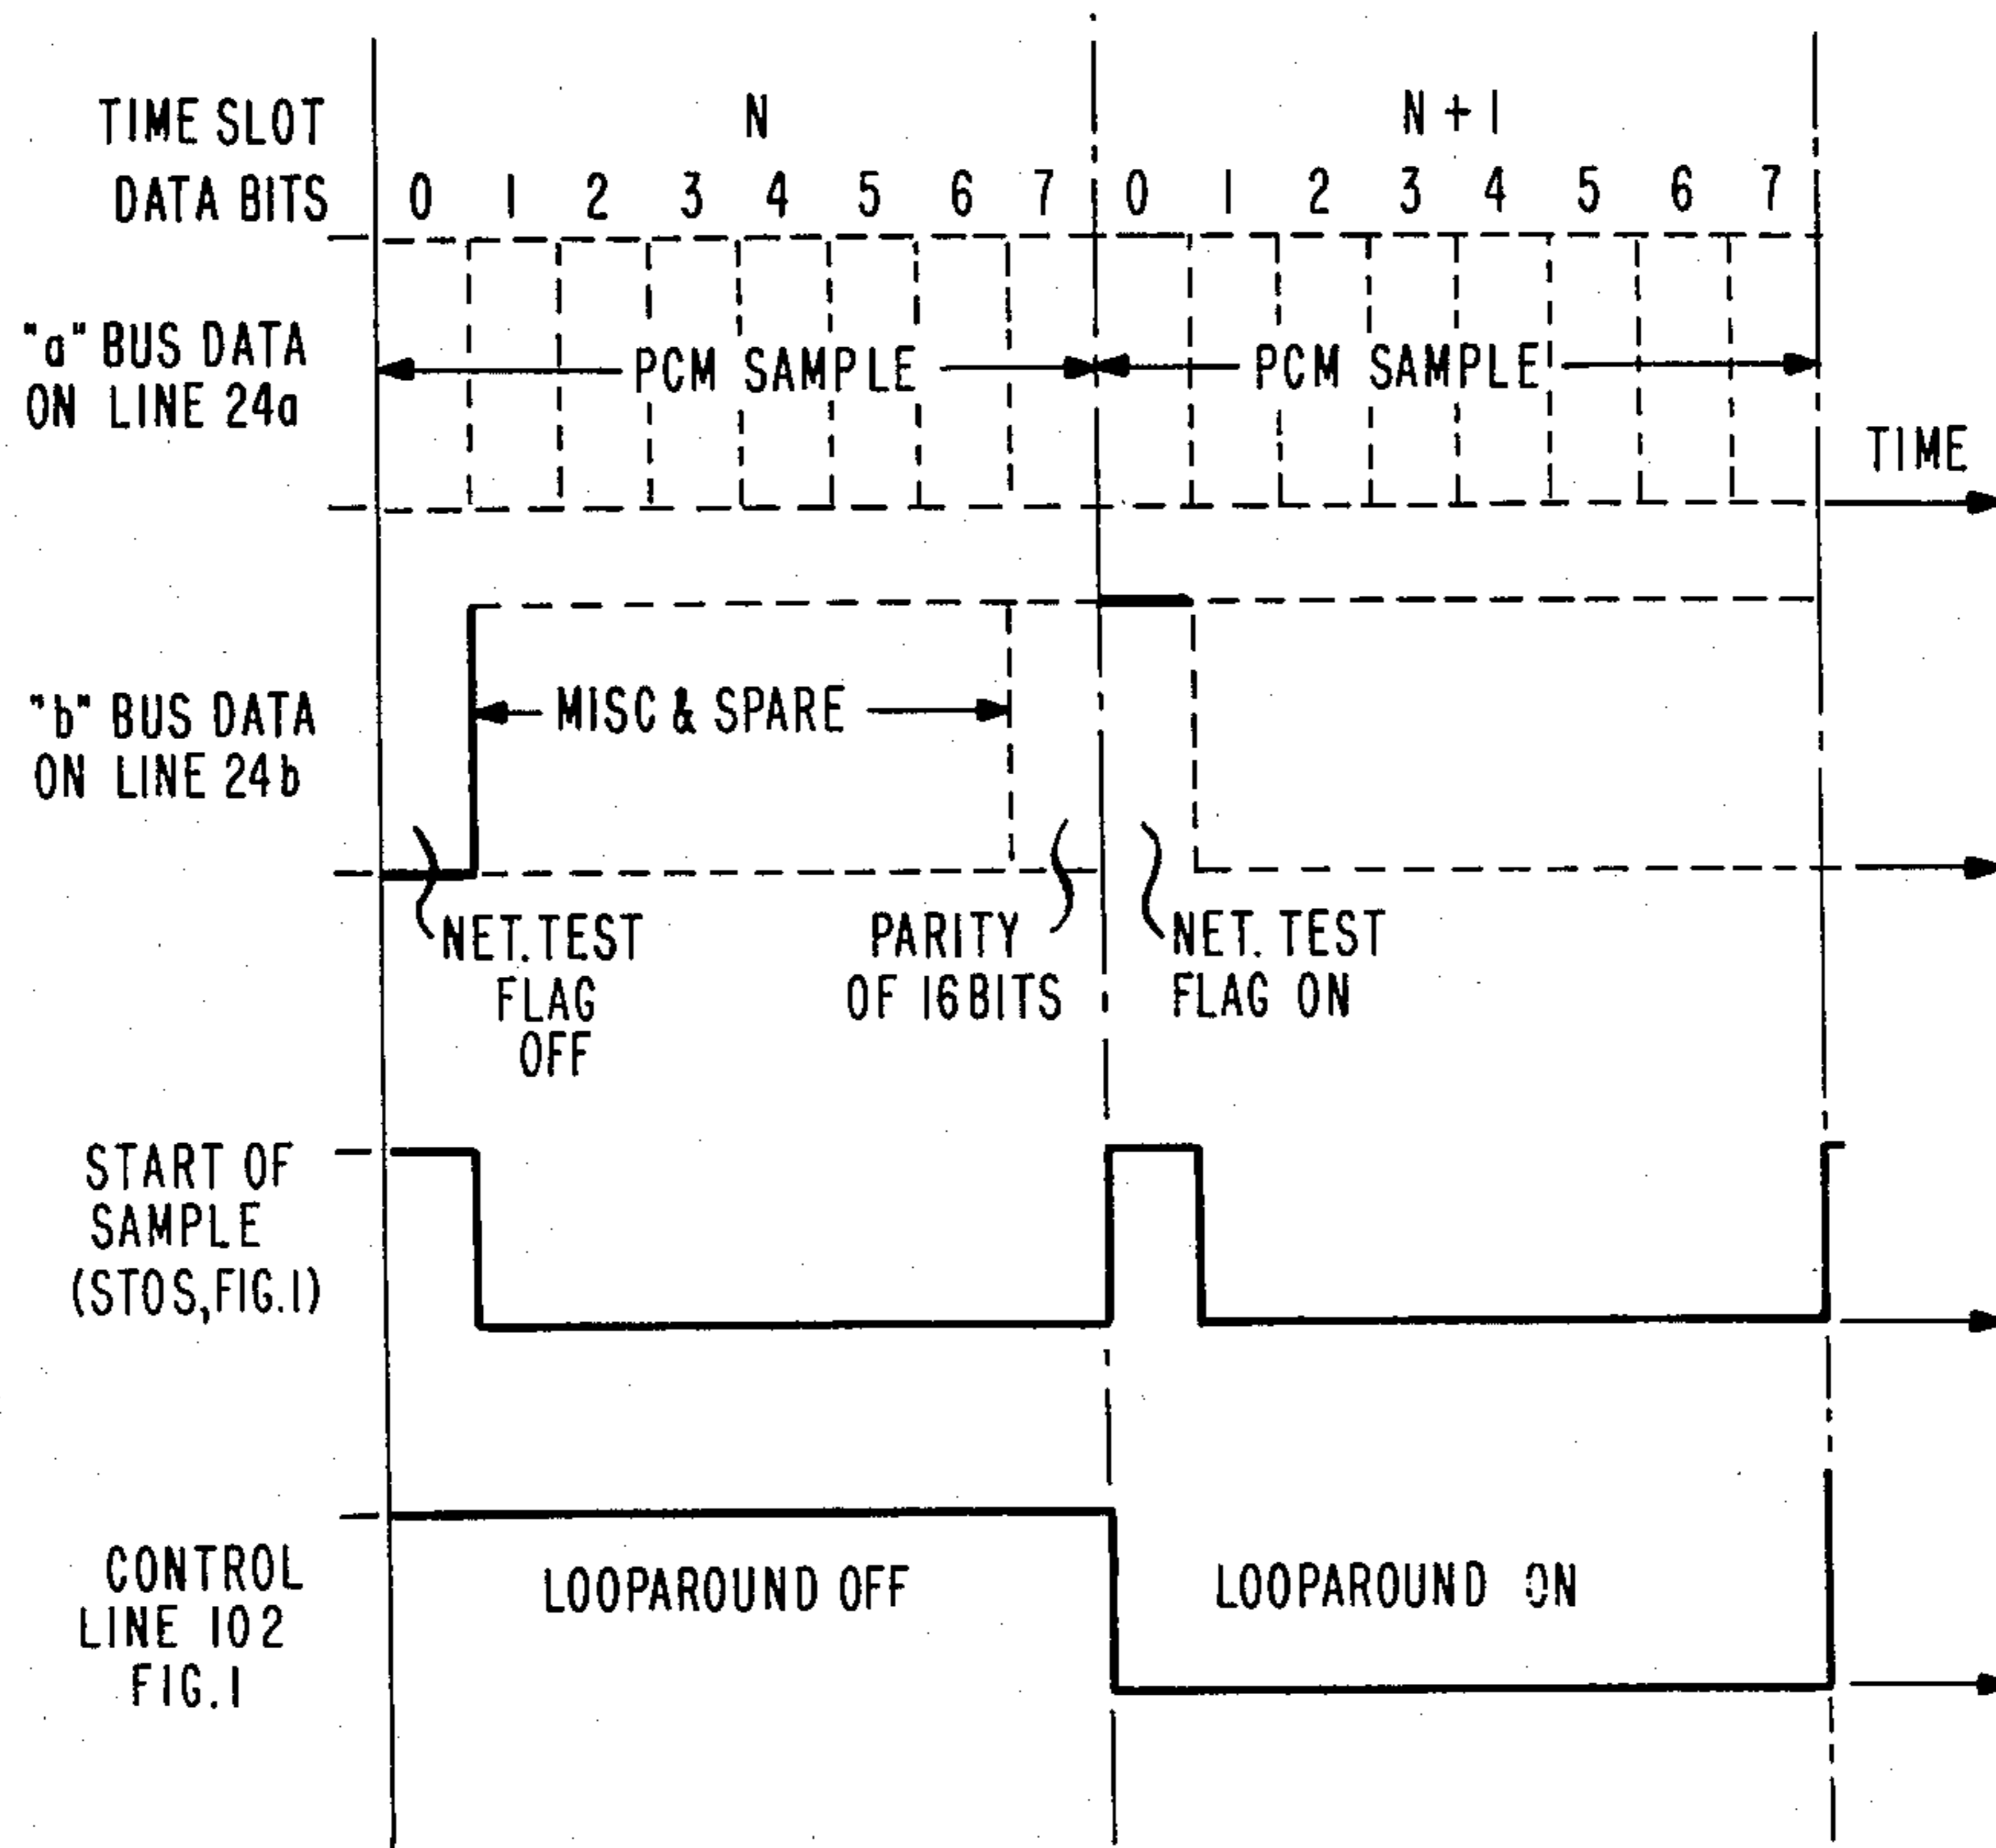 TIME SLOT N N+1
DATA BITS 0 1 2 3 4 5 6 7 0 1 2 3 4 5 6 7
"a" BUS DATA
ON LINE 24a
PCM SAMPLE PCM SAMPLE
TIME
"b" BUS DATA
ON LINE 24b
MISC & SPARE
NET. TEST
FLAG
OFF
PARITY
OF 16 BITS
NET. TEST
FLAG ON
START OF
SAMPLE
(STOS, FIG.1)
CONTROL
LINE 102
FIG.1
LOOPAROUND OFF LOOPAROUND ON